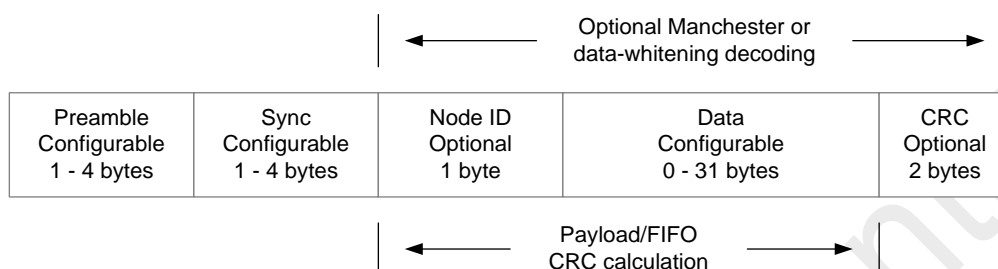 Optional Manchester or
data-whitening decoding
Preamble
Configurable
1 - 4 bytes
Sync
Configurable
1 - 4 bytes
Node ID
Optional
1 byte
Data
Configurable
0 - 31 bytes
CRC
Optional
2 bytes
Payload/FIFO
CRC calculation